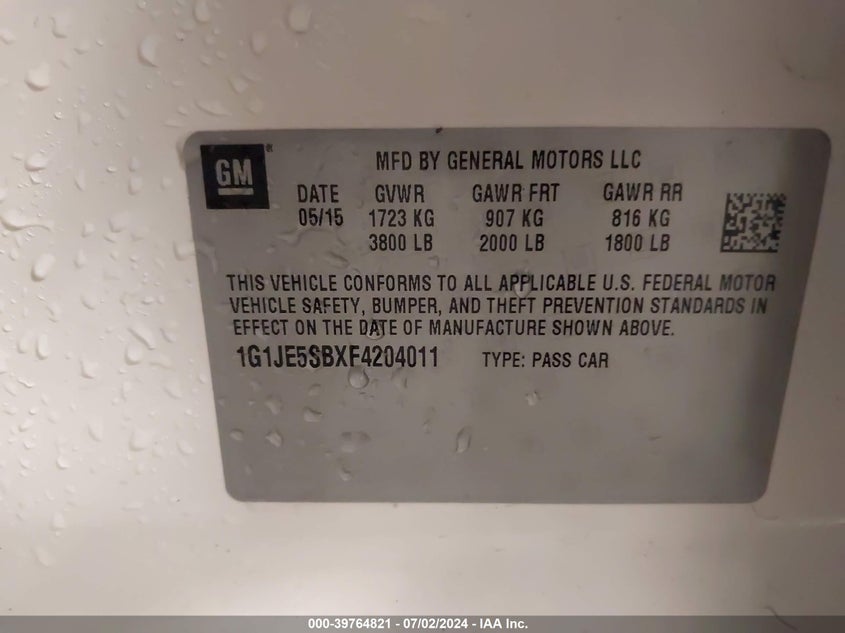 GM ®
MFD BY GENERAL MOTORS LLC
DATE GVWR GAWR FRT GAWR RR
05/15 1723 KG 907 KG 816 KG
3800 LB 2000 LB 1800 LB
THIS VEHICLE CONFORMS TO ALL APPLICABLE U.S. FEDERAL MOTOR
VEHICLE SAFETY, BUMPER, AND THEFT PREVENTION STANDARDS IN
EFFECT ON THE DATE OF MANUFACTURE SHOWN ABOVE.
1G1JE5SBXF4204011 TYPE: PASS CAR
000-39764821 - 07/02/2024 - IAA Inc.